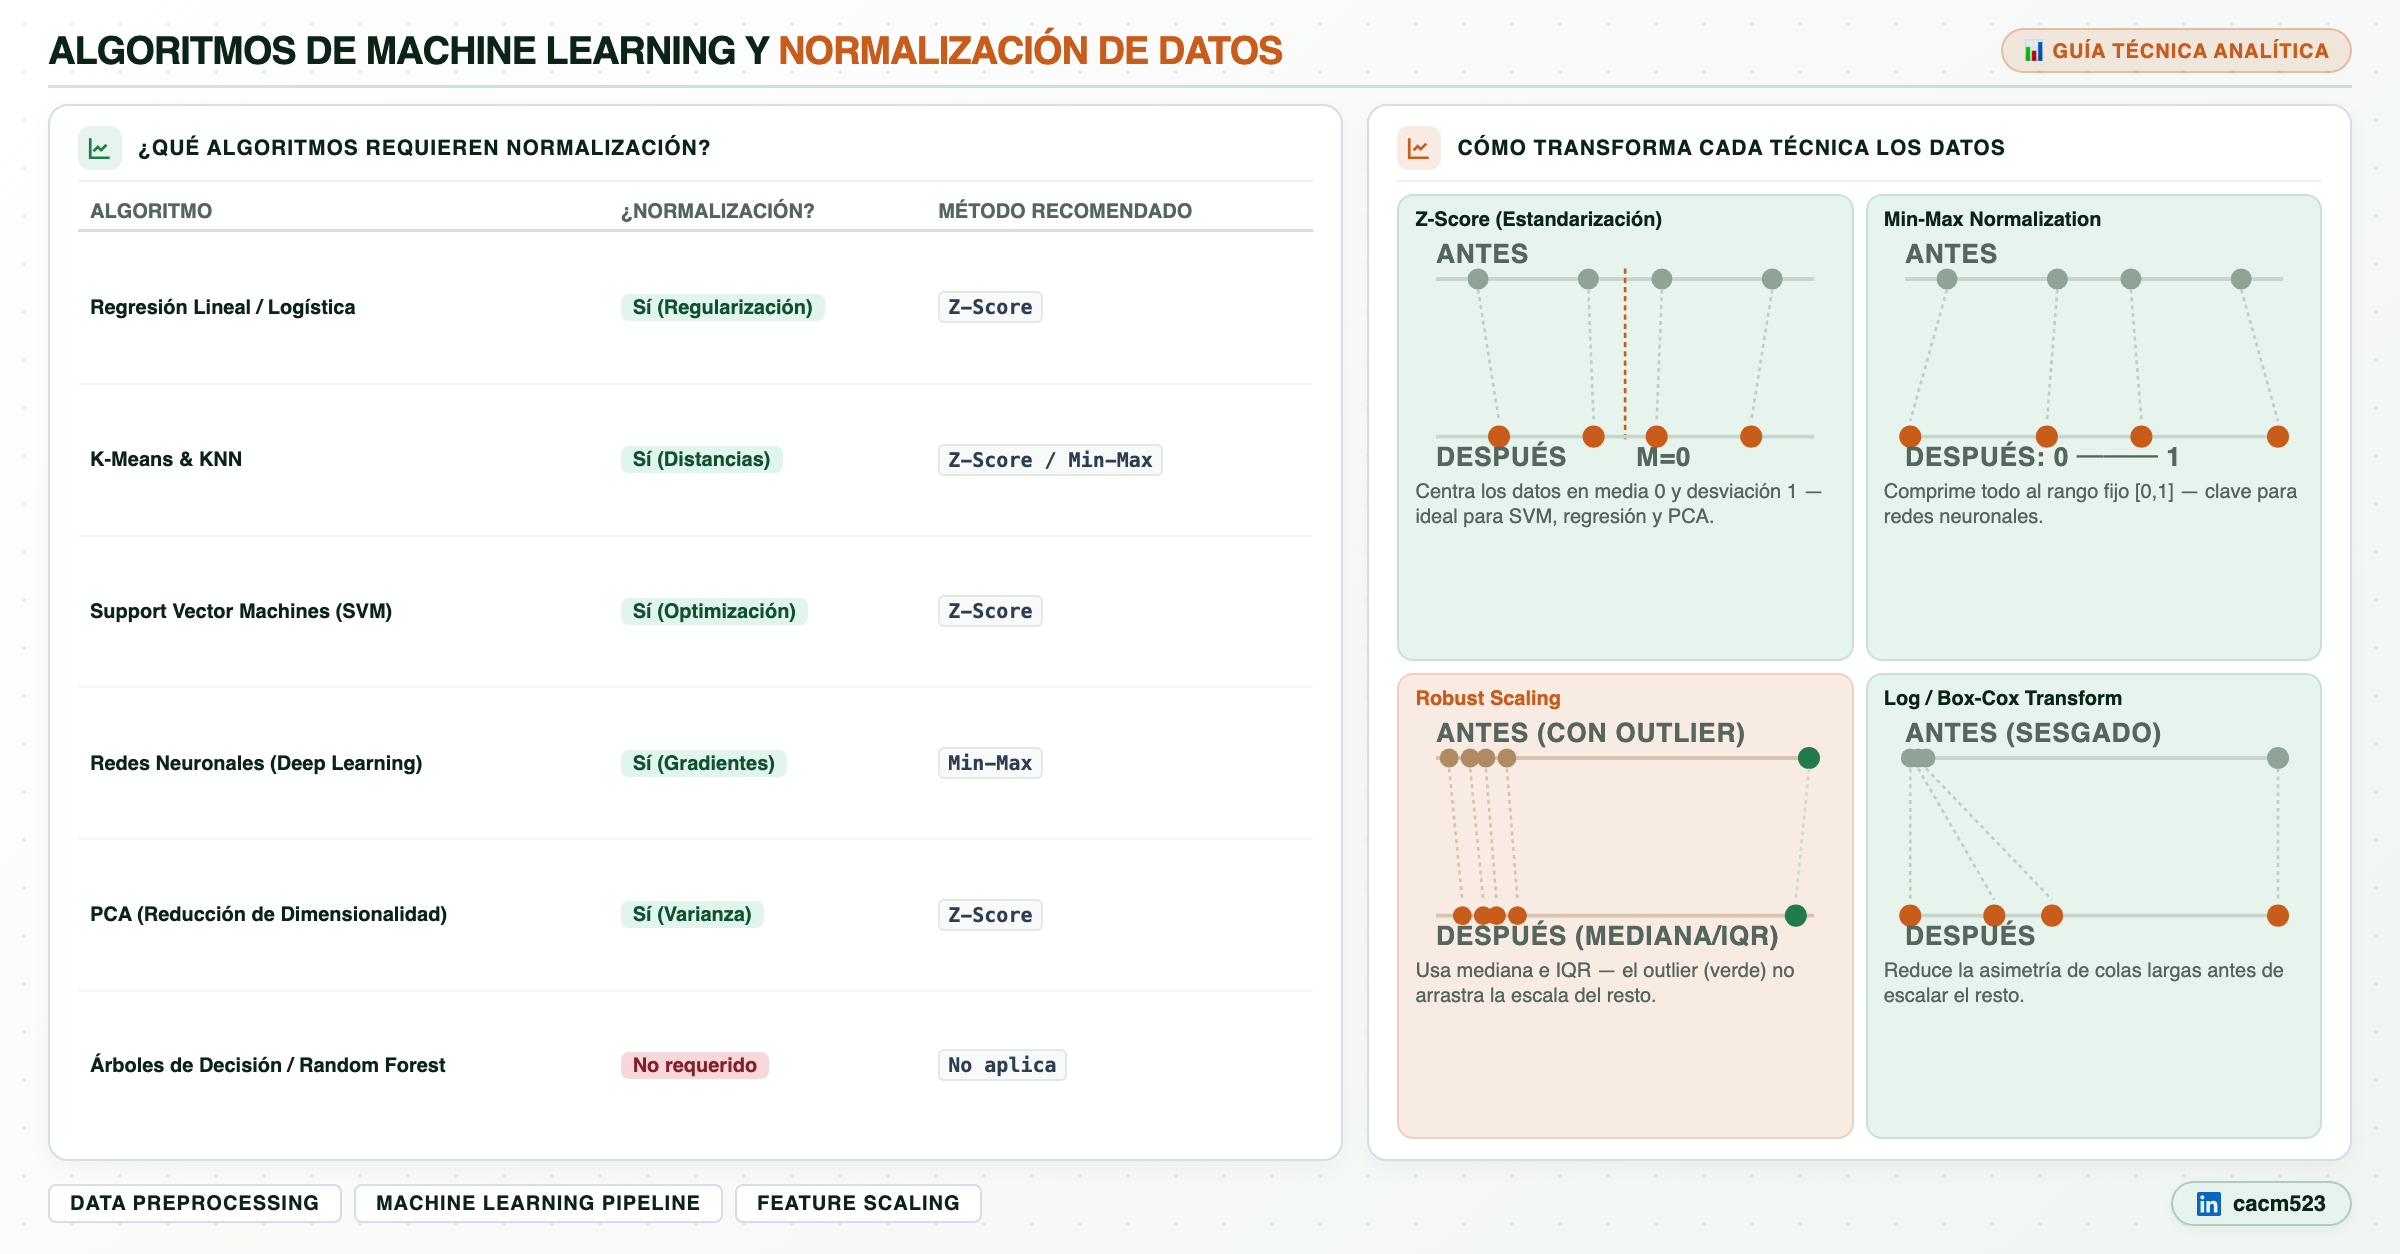 ALGORITMOS DE MACHINE LEARNING Y NORMALIZACIÓN DE DATOS
GUÍA TÉCNICA ANALÍTICA
¿QUÉ ALGORITMOS REQUIEREN NORMALIZACIÓN?
ALGORITMO ¿NORMALIZACIÓN? MÉTODO RECOMENDADO
Regresión Lineal / Logística Sí (Regularización) Z-Score
K-Means & KNN Sí (Distancias) Z-Score / Min-Max
Support Vector Machines (SVM) Sí (Optimización) Z-Score
Redes Neuronales (Deep Learning) Sí (Gradientes) Min-Max
PCA (Reducción de Dimensionalidad) Sí (Varianza) Z-Score
Árboles de Decisión / Random Forest No requerido No aplica
CÓMO TRANSFORMA CADA TÉCNICA LOS DATOS
Z-Score (Estandarización)
ANTES
DESPUÉS M=0
Centra los datos en media 0 y desviación 1 —
ideal para SVM, regresión y PCA.
Min-Max Normalization
ANTES
DESPUÉS: 0 ——— 1
Comprime todo al rango fijo [0,1] — clave para
redes neuronales.
Robust Scaling
ANTES (CON OUTLIER)
DESPUÉS (MEDIANA/IQR)
Usa mediana e IQR — el outlier (verde) no
arrastra la escala del resto.
Log / Box-Cox Transform
ANTES (SESGADO)
DESPUÉS
Reduce la asimetría de colas largas antes de
escalar el resto.
DATA PREPROCESSING
MACHINE LEARNING PIPELINE
FEATURE SCALING
in cacm523